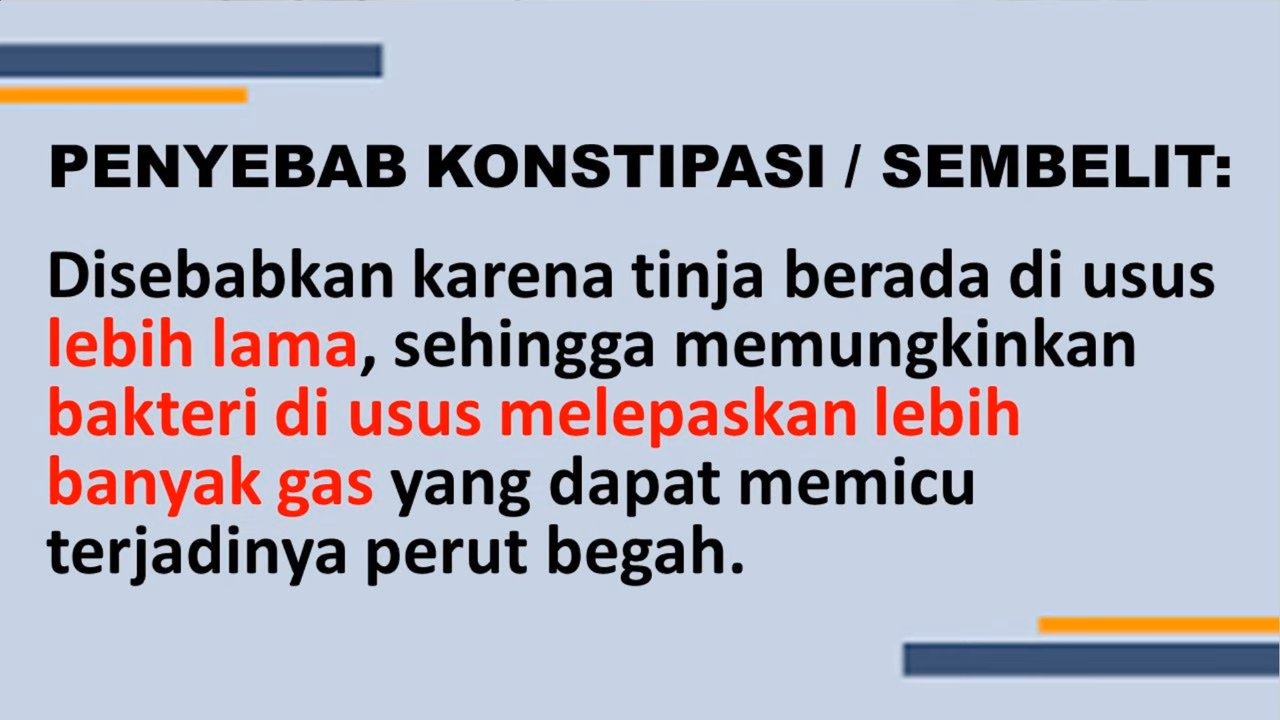 PENYEBAB KONSTIPASI / SEMBELIT:
Disebabkan karena tinja berada di usus
lebih lama, sehingga memungkinkan
bakteri di usus melepaskan lebih
banyak gas yang dapat memicu
terjadinya perut begah.